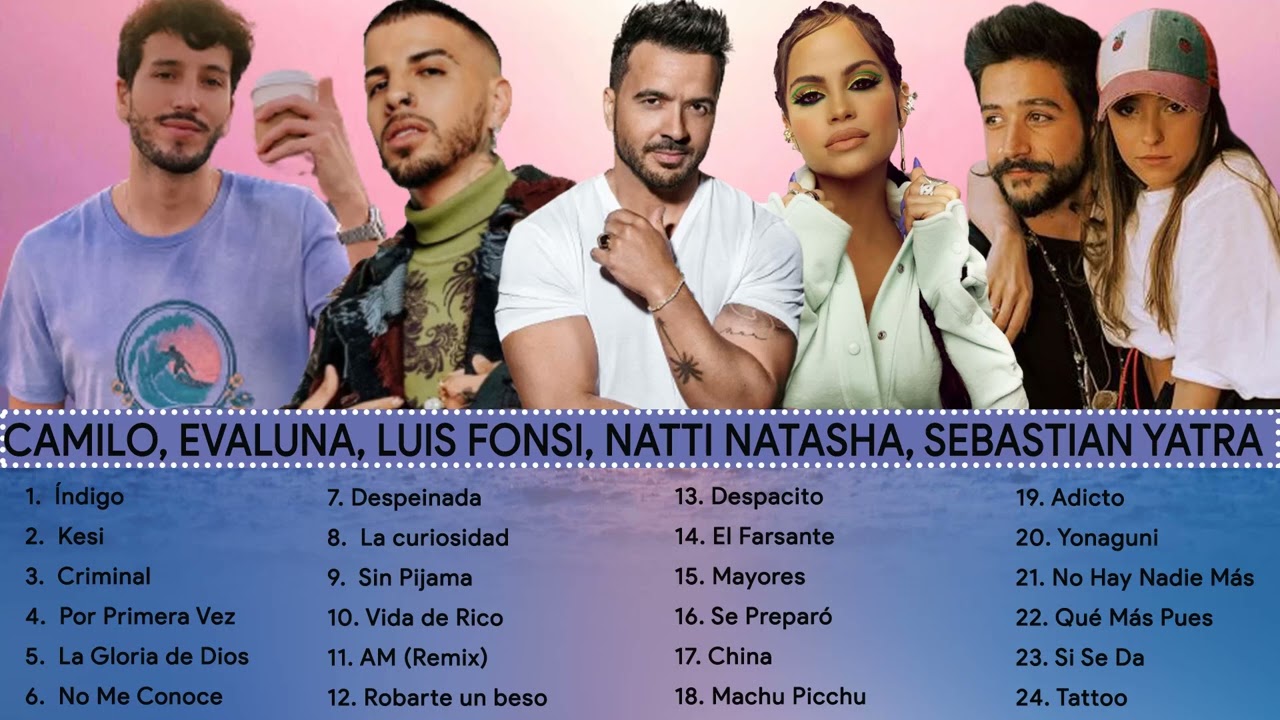 CAMILO, EVALUNA, LUIS FONSI, NATTI NATASHA, SEBASTIAN YATRA
1. Índigo
2. Kesi
3. Criminal
4. Por Primera Vez
5. La Gloria de Dios
6. No Me Conoce
7. Despeinada
8. La curiosidad
9. Sin Pijama
10. Vida de Rico
11. AM (Remix)
12. Robarte un beso
13. Despacito
14. El Farsante
15. Mayores
16. Se Preparó
17. China
18. Machu Picchu
19. Adicto
20. Yonaguni
21. No Hay Nadie Más
22. Qué Más Pues
23. Si Se Da
24. Tattoo